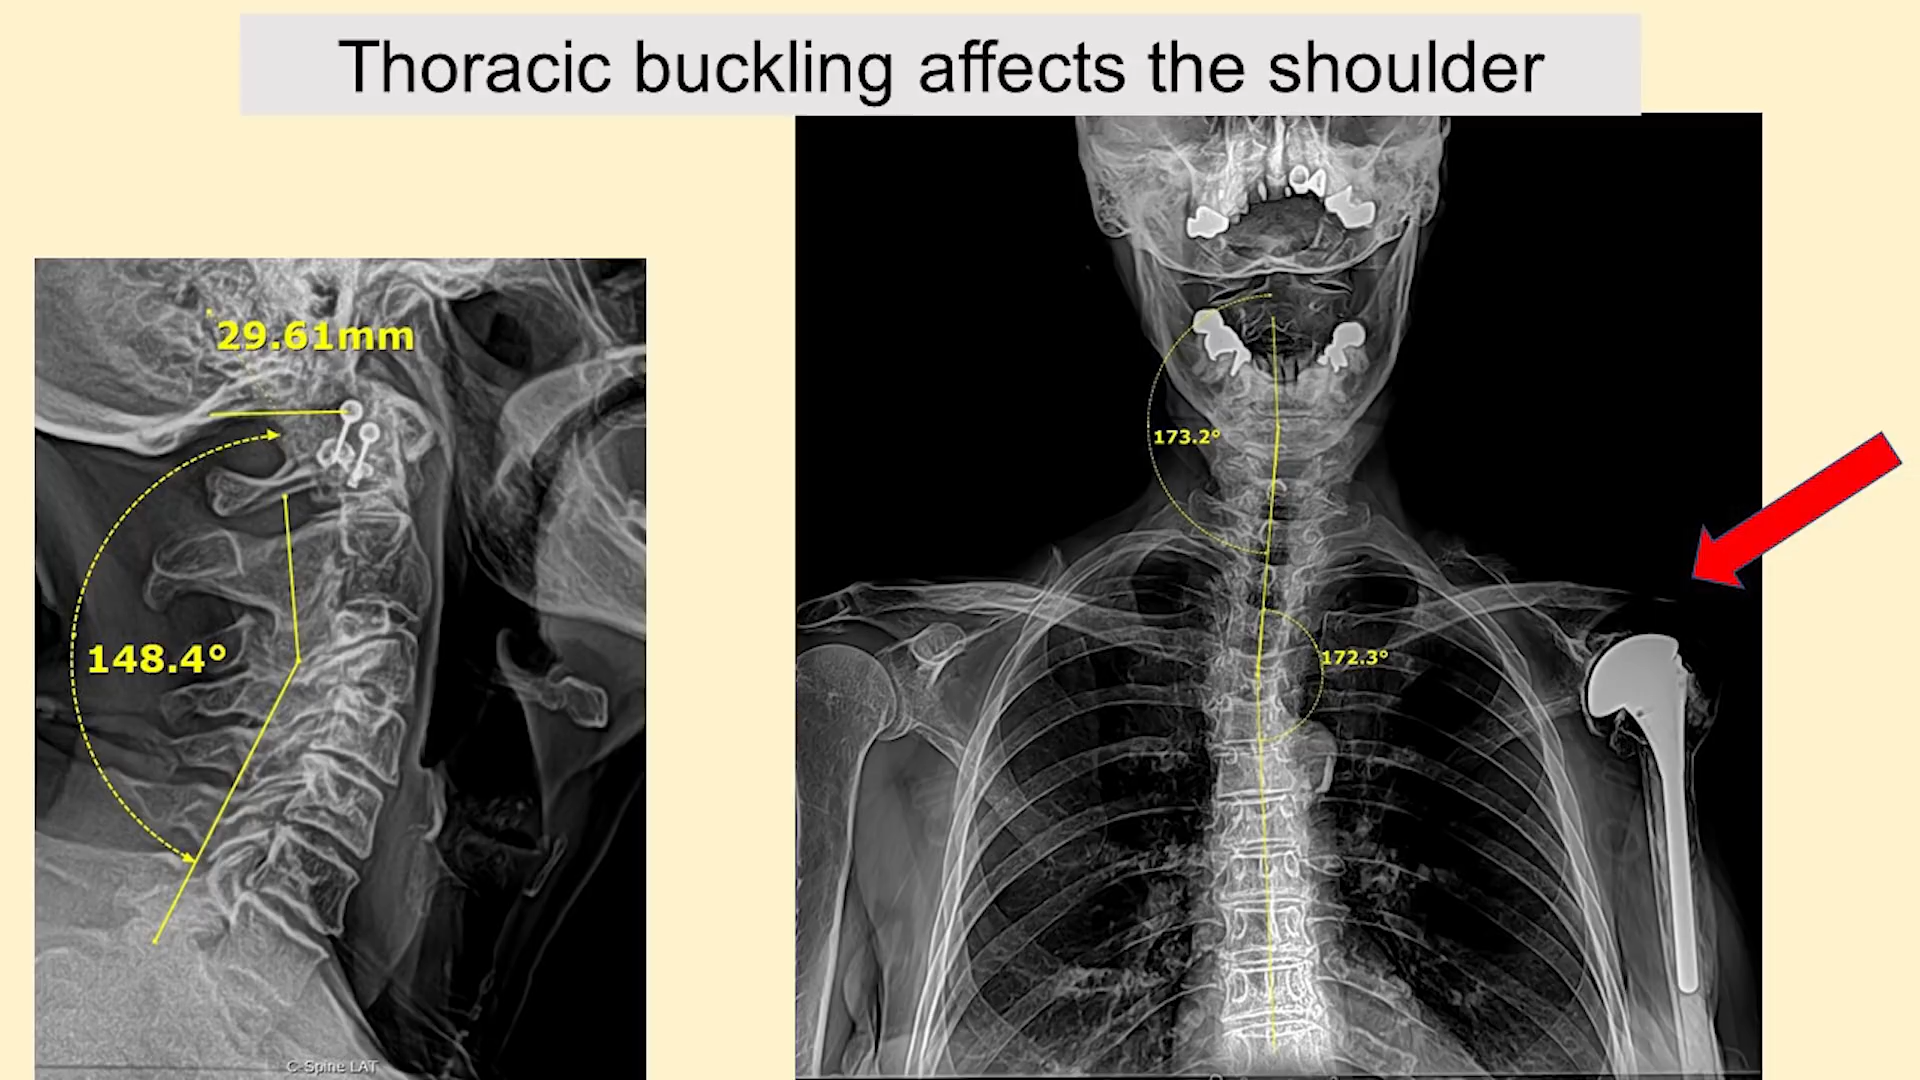 Thoracic buckling affects the shoulder
29.61mm
148.4°
C-Spine LAT
173.2°
172.3°